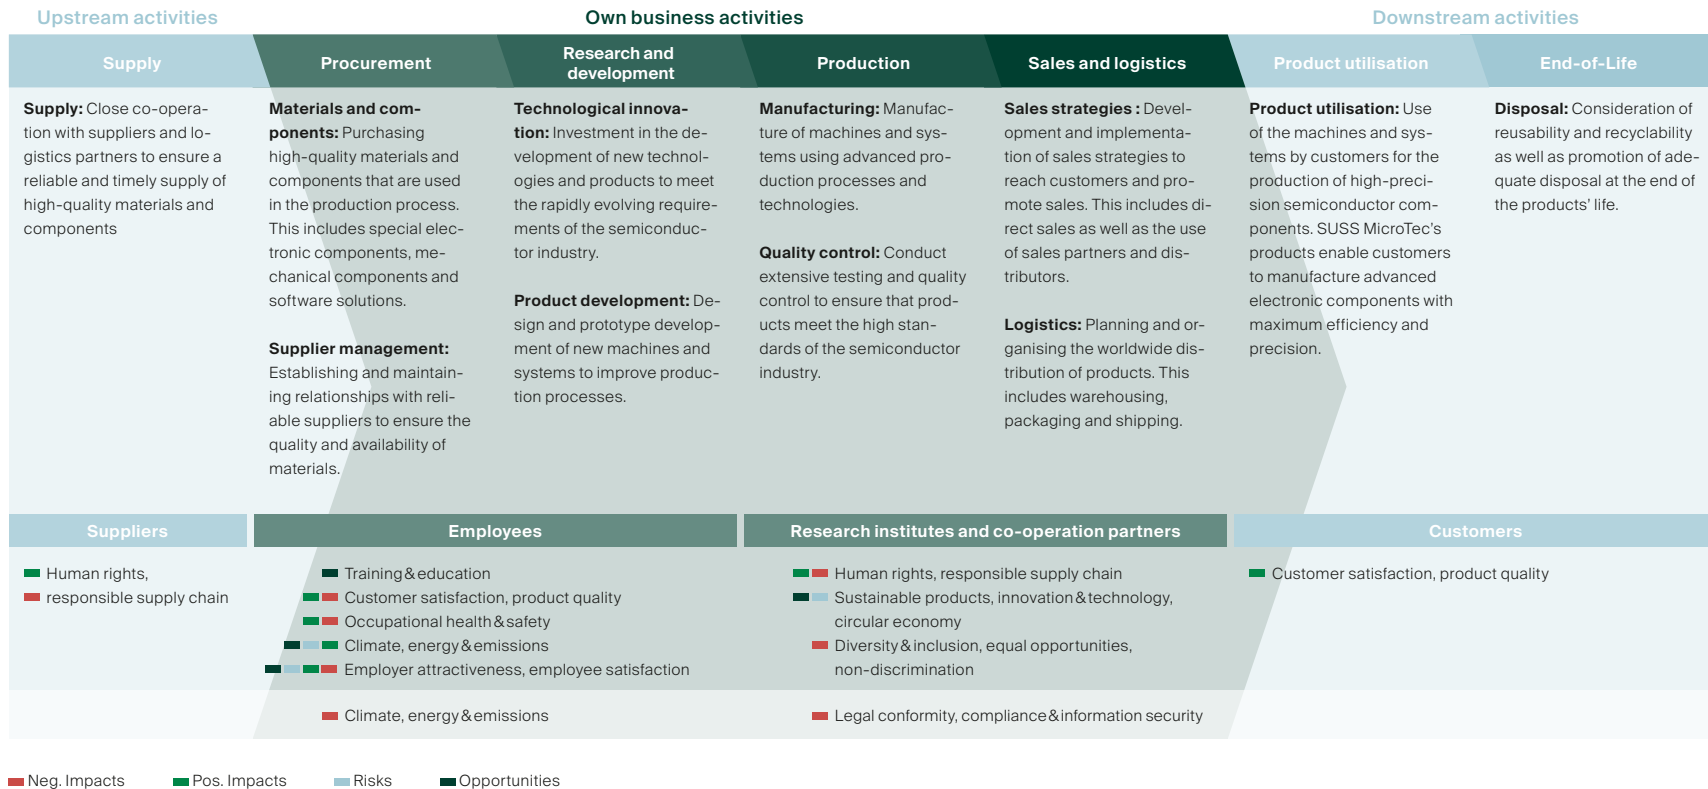 Upstream activities
Own business activities
Downstream activities
Supply
Procurement
Research and
development
Production
Sales and logistics
Product utilisation
End-of-Life
Supply: Close co-opera-
tion with suppliers and lo-
gistics partners to ensure a
reliable and timely supply of
high-quality materials and
components
Materials and com-
ponents: Purchasing
high-quality materials and
components that are used
in the production process.
This includes special elec-
tronic components, me-
chanical components and
software solutions.
Supplier management:
Establishing and maintain-
ing relationships with reli-
able suppliers to ensure the
quality and availability of
materials.
Technological innova-
tion: Investment in the de-
velopment of new technol-
ogies and products to meet
the rapidly evolving require-
ments of the semiconduc-
tor industry.
Product development: De-
sign and prototype develop-
ment of new machines and
systems to improve produc-
tion processes.
Manufacturing: Manufac-
ture of machines and sys-
tems using advanced pro-
duction processes and
technologies.
Quality control: Conduct
extensive testing and quality
control to ensure that prod-
ucts meet the high stan-
dards of the semiconductor
industry.
Sales strategies : Devel-
opment and implementa-
tion of sales strategies to
reach customers and pro-
mote sales. This includes di-
rect sales as well as the use
of sales partners and dis-
tributors.
Logistics: Planning and or-
ganising the worldwide dis-
tribution of products. This
includes warehousing,
packaging and shipping.
Product utilisation: Use
of the machines and sys-
tems by customers for the
production of high-preci-
sion semiconductor com-
ponents. SUSS MicroTec's
products enable customers
to manufacture advanced
electronic components with
maximum efficiency and
precision.
Disposal: Consideration of
reusability and recyclability
as well as promotion of ade-
quate disposal at the end of
the products' life.
Suppliers
Employees
Research institutes and co-operation partners
Customers
Human rights,
responsible supply chain
Training & education
Customer satisfaction, product quality
Occupational health & safety
Climate, energy & emissions
Employer attractiveness, employee satisfaction
Climate, energy & emissions
Human rights, responsible supply chain
Sustainable products, innovation & technology,
circular economy
Diversity & inclusion, equal opportunities,
non-discrimination
Legal conformity, compliance & information security
Customer satisfaction, product quality
Neg. Impacts
Pos. Impacts
Risks
Opportunities